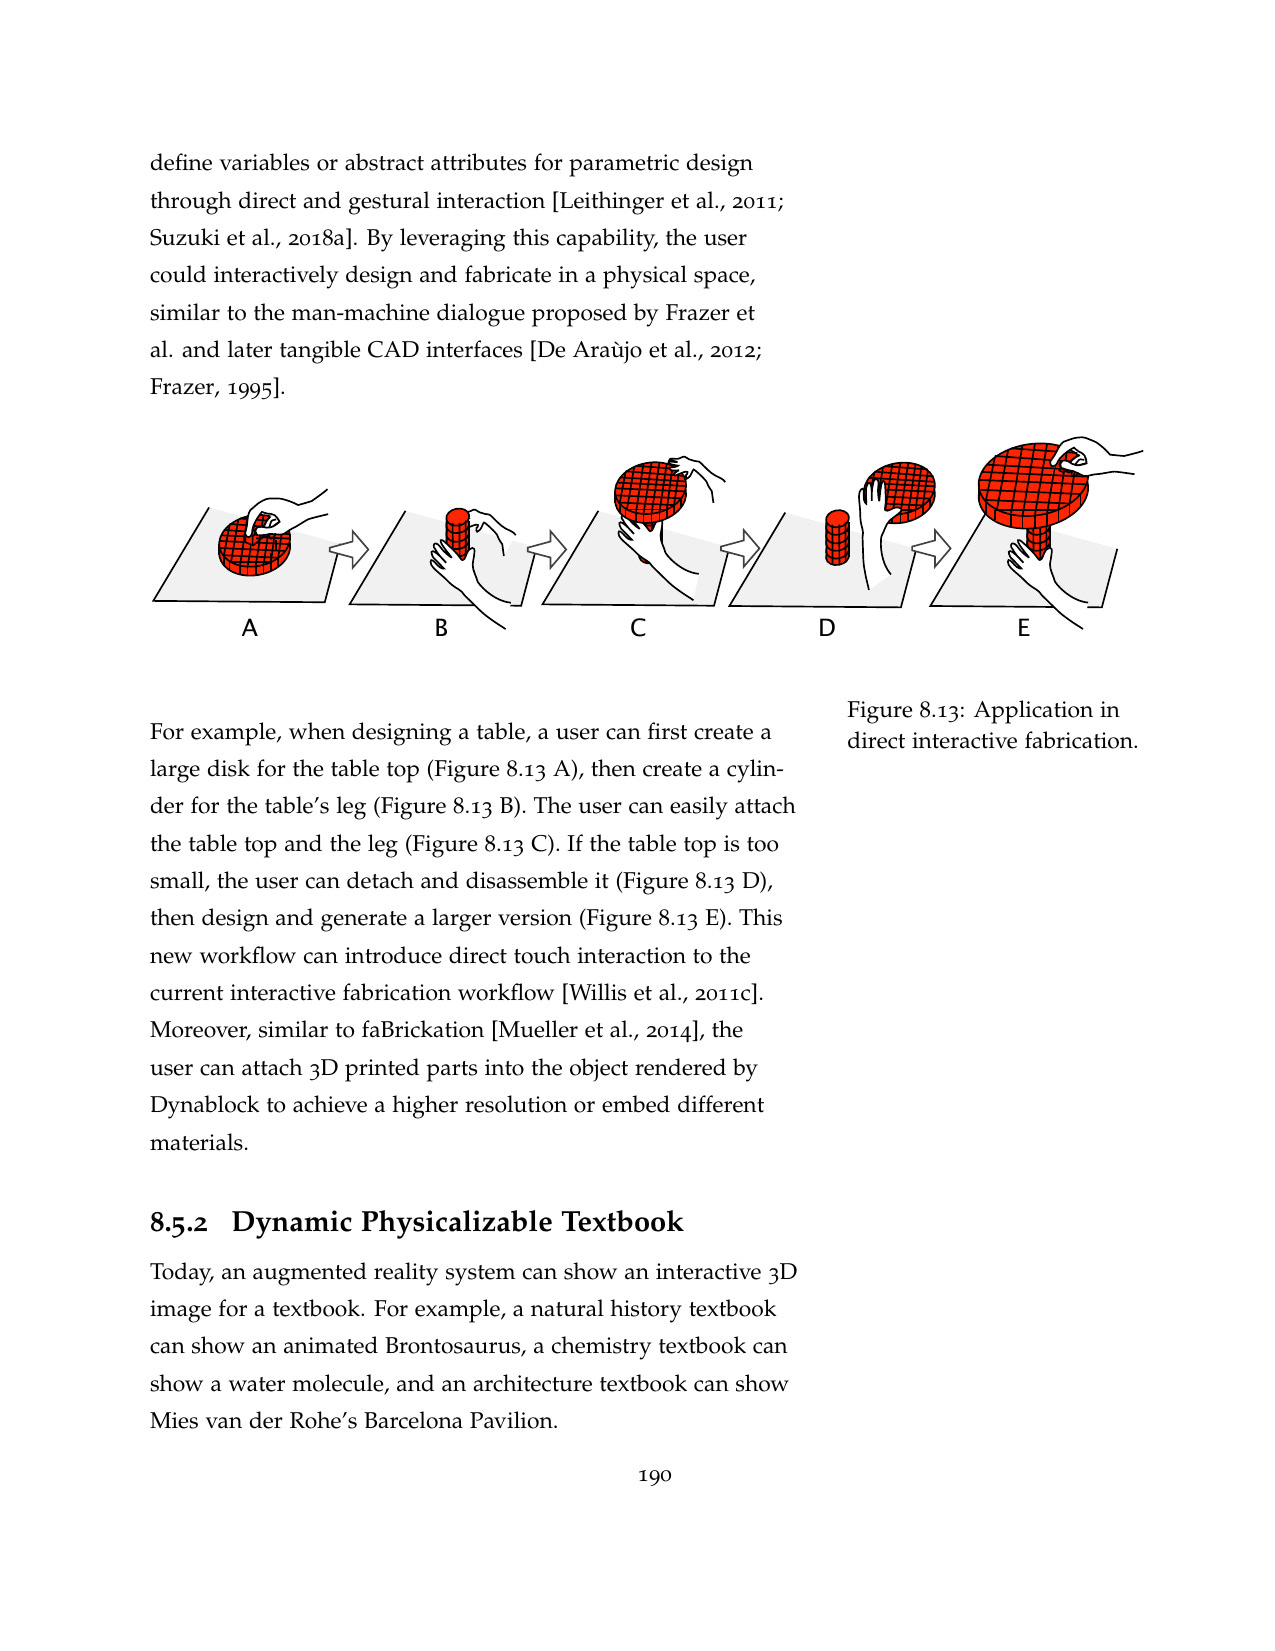 define variables or abstract attributes for parametric design
through direct and gestural interaction [Leithinger et al., 2011;
Suzuki et al., 2018a]. By leveraging this capability, the user
could interactively design and fabricate in a physical space,
similar to the man-machine dialogue proposed by Frazer et
al. and later tangible CAD interfaces [De Araùjo et al., 2012;
Frazer, 1995].
A B C D E
Figure 8.13: Application in
direct interactive fabrication.
For example, when designing a table, a user can first create a
large disk for the table top (Figure 8.13 A), then create a cylin-
der for the table's leg (Figure 8.13 B). The user can easily attach
the table top and the leg (Figure 8.13 C). If the table top is too
small, the user can detach and disassemble it (Figure 8.13 D),
then design and generate a larger version (Figure 8.13 E). This
new workflow can introduce direct touch interaction to the
current interactive fabrication workflow [Willis et al., 2011c].
Moreover, similar to faBrickation [Mueller et al., 2014], the
user can attach 3D printed parts into the object rendered by
Dynablock to achieve a higher resolution or embed different
materials.
8.5.2 Dynamic Physicalizable Textbook
Today, an augmented reality system can show an interactive 3D
image for a textbook. For example, a natural history textbook
can show an animated Brontosaurus, a chemistry textbook can
show a water molecule, and an architecture textbook can show
Mies van der Rohe's Barcelona Pavilion.
190